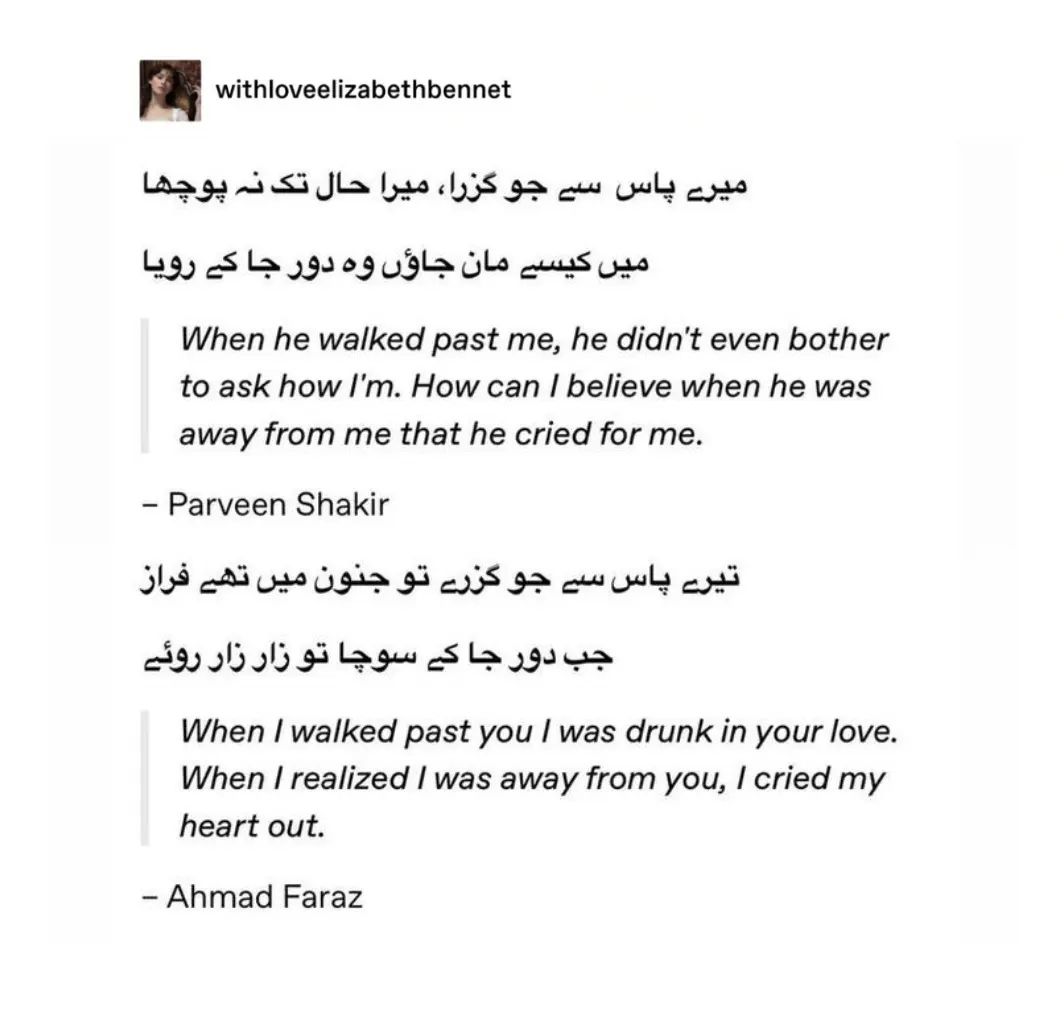 withloveelizabethbennet
میرے پاس سے جو گزرا، میرا حال تک نہ پوچھا
میں کیسے مان جاؤں وہ دور جا کے رویا
When he walked past me, he didn't even bother
to ask how I'm. How can I believe when he was
away from me that he cried for me.
– Parveen Shakir
تیرے پاس سے جو گزرے تو جنون میں تھے فراز
جب دور جا کے سوچا تو زار زار روئے
When I walked past you I was drunk in your love.
When I realized I was away from you, I cried my
heart out.
– Ahmad Faraz